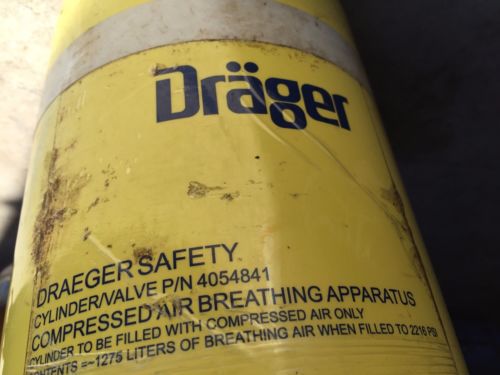 Dräger
DRAEGER SAFETY
CYLINDER/VALVE P/N 4054841
COMPRESSED AIR BREATHING APPARATUS
CYLINDER TO BE FILLED WITH COMPRESSED AIR ONLY
CONTENTS =~1275 LITERS OF BREATHING AIR WHEN FILLED TO 2216 PSI